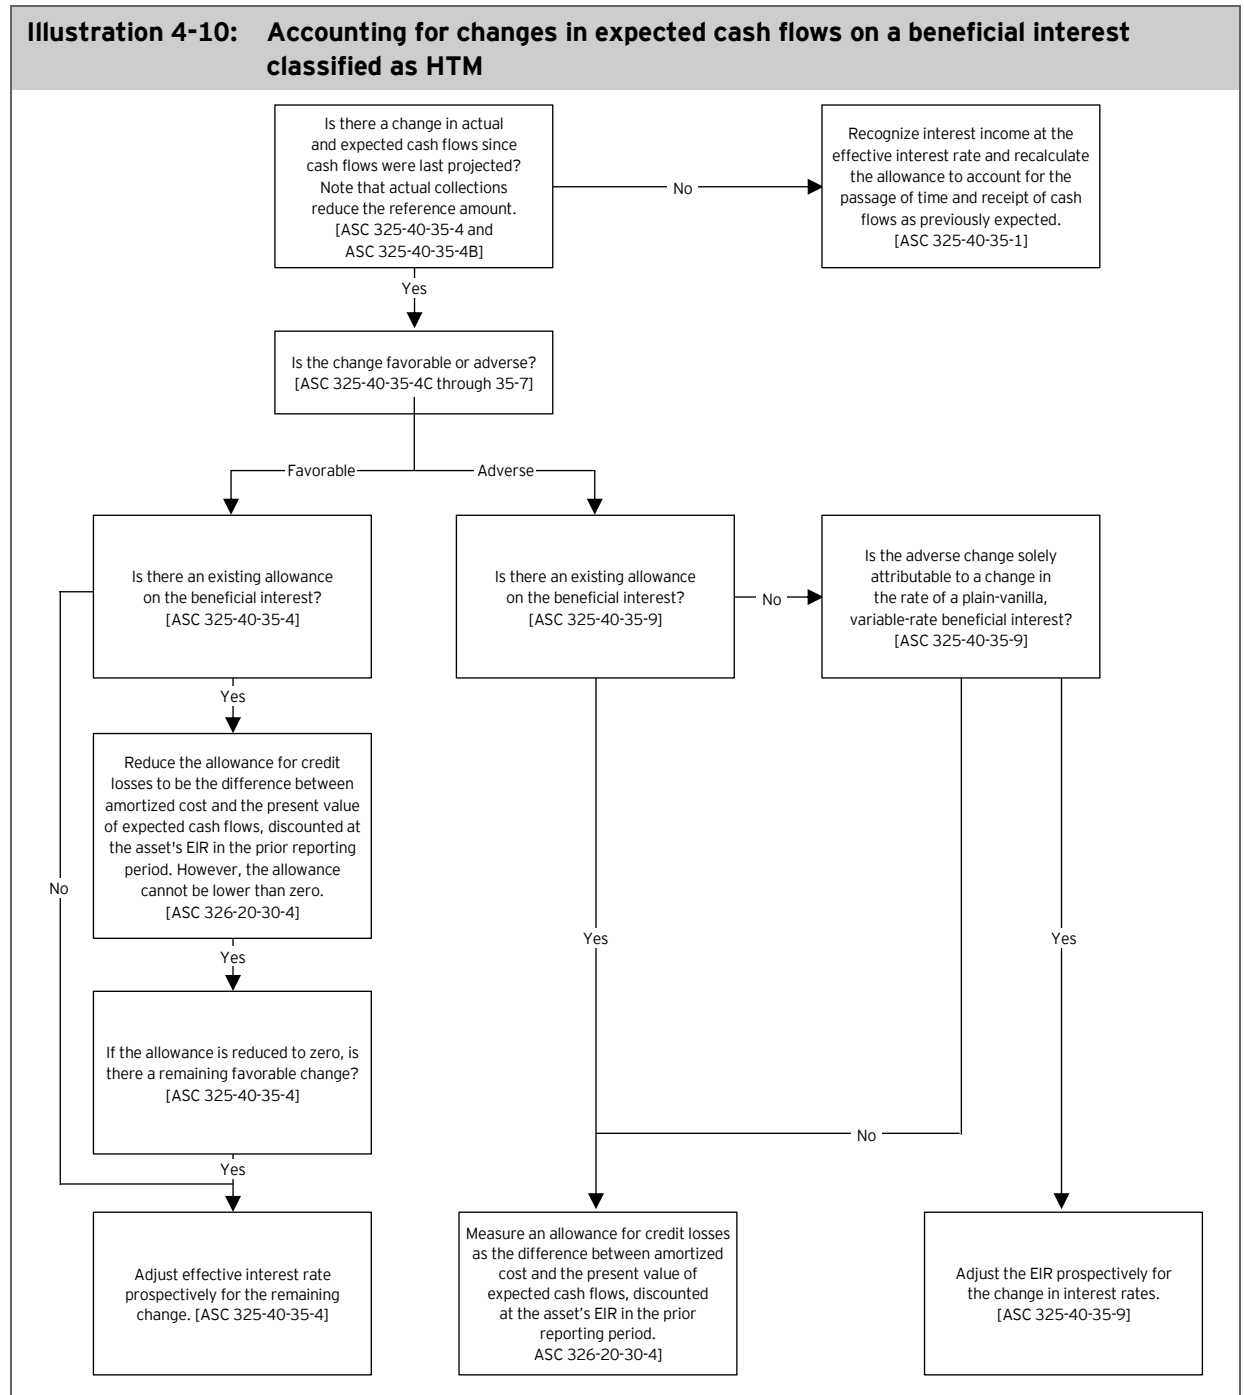 Illustration 4-10: Accounting for changes in expected cash flows on a beneficial interest
classified as HTM
Is there a change in actual
and expected cash flows since
cash flows were last projected?
Note that actual collections
reduce the reference amount.
[ASC 325-40-35-4 and
ASC 325-40-35-4B]
No
Recognize interest income at the
effective interest rate and recalculate
the allowance to account for the
passage of time and receipt of cash
flows as previously expected.
[ASC 325-40-35-1]
Yes
Is the change favorable or adverse?
[ASC 325-40-35-4C through 35-7]
Favorable
Adverse
Is there an existing allowance
on the beneficial interest?
[ASC 325-40-35-4]
Is there an existing allowance
on the beneficial interest?
[ASC 325-40-35-9]
No
Is the adverse change solely
attributable to a change in
the rate of a plain-vanilla,
variable-rate beneficial interest?
[ASC 325-40-35-9]
Yes
Reduce the allowance for credit
losses to be the difference between
amortized cost and the present value
of expected cash flows, discounted at
the asset's EIR in the prior reporting
period. However, the allowance
cannot be lower than zero.
[ASC 326-20-30-4]
No
Yes
Yes
Yes
If the allowance is reduced to zero, is
there a remaining favorable change?
[ASC 325-40-35-4]
No
Yes
Adjust effective interest rate
prospectively for the remaining
change. [ASC 325-40-35-4]
Measure an allowance for credit losses
as the difference between amortized
cost and the present value of
expected cash flows, discounted
at the asset’s EIR in the prior
reporting period.
ASC 326-20-30-4]
Adjust the EIR prospectively for
the change in interest rates.
[ASC 325-40-35-9]